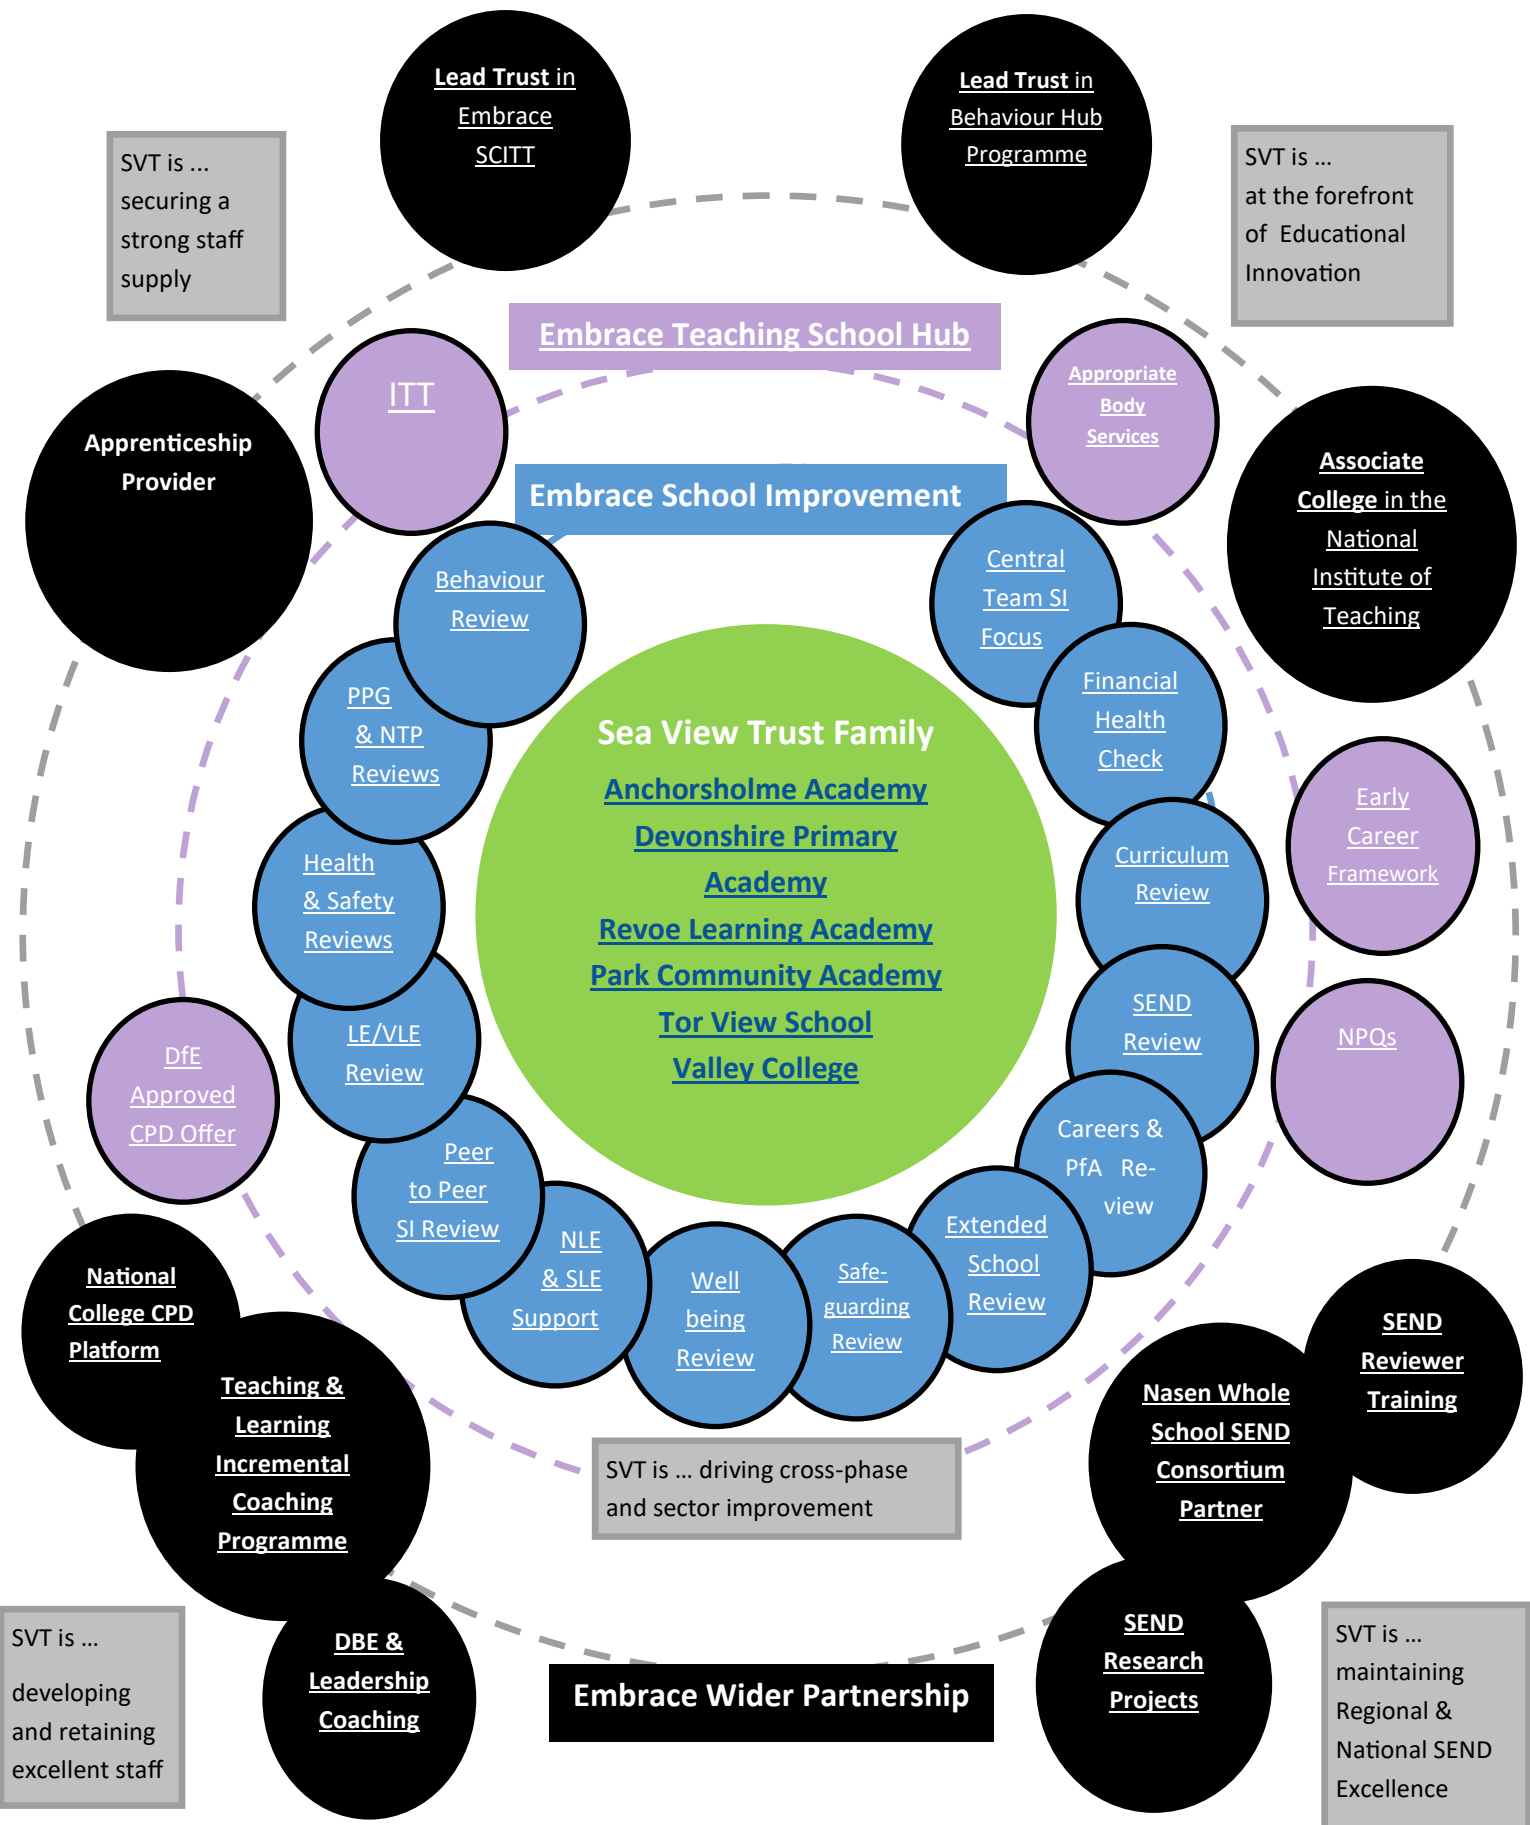 Lead Trust in
Embrace
SCITT
Lead Trust in
Behaviour Hub
Programme
SVT is ...
securing a
strong staff
supply
SVT is ...
at the forefront
of Educational
Innovation
Embrace Teaching School Hub
ITT
Appropriate
Body
Services
Apprenticeship
Provider
Associate
College in the
National
Institute of
Teaching
Embrace School Improvement
Behaviour
Review
Central
Team SI
Focus
PPG
& NTP
Reviews
Financial
Health
Check
Sea View Trust Family
Anchorsholme Academy
Devonshire Primary
Academy
Revoe Learning Academy
Park Community Academy
Tor View School
Valley College
Early
Career
Framework
Health
& Safety
Reviews
Curriculum
Review
LE/VLE
Review
SEND
Review
NPQs
DfE
Approved
CPD Offer
Careers &
PfA Re-
view
Peer
to Peer
SI Review
NLE
& SLE
Support
Well
being
Review
Safe-
guarding
Review
Extended
School
Review
National
College CPD
Platform
SEND
Reviewer
Training
Teaching &
Learning
Incremental
Coaching
Programme
Nasen Whole
School SEND
Consortium
Partner
SVT is ... driving cross-phase
and sector improvement
SVT is ...
developing
and retaining
excellent staff
DBE &
Leadership
Coaching
Embrace Wider Partnership
SEND
Research
Projects
SVT is ...
maintaining
Regional &
National SEND
Excellence